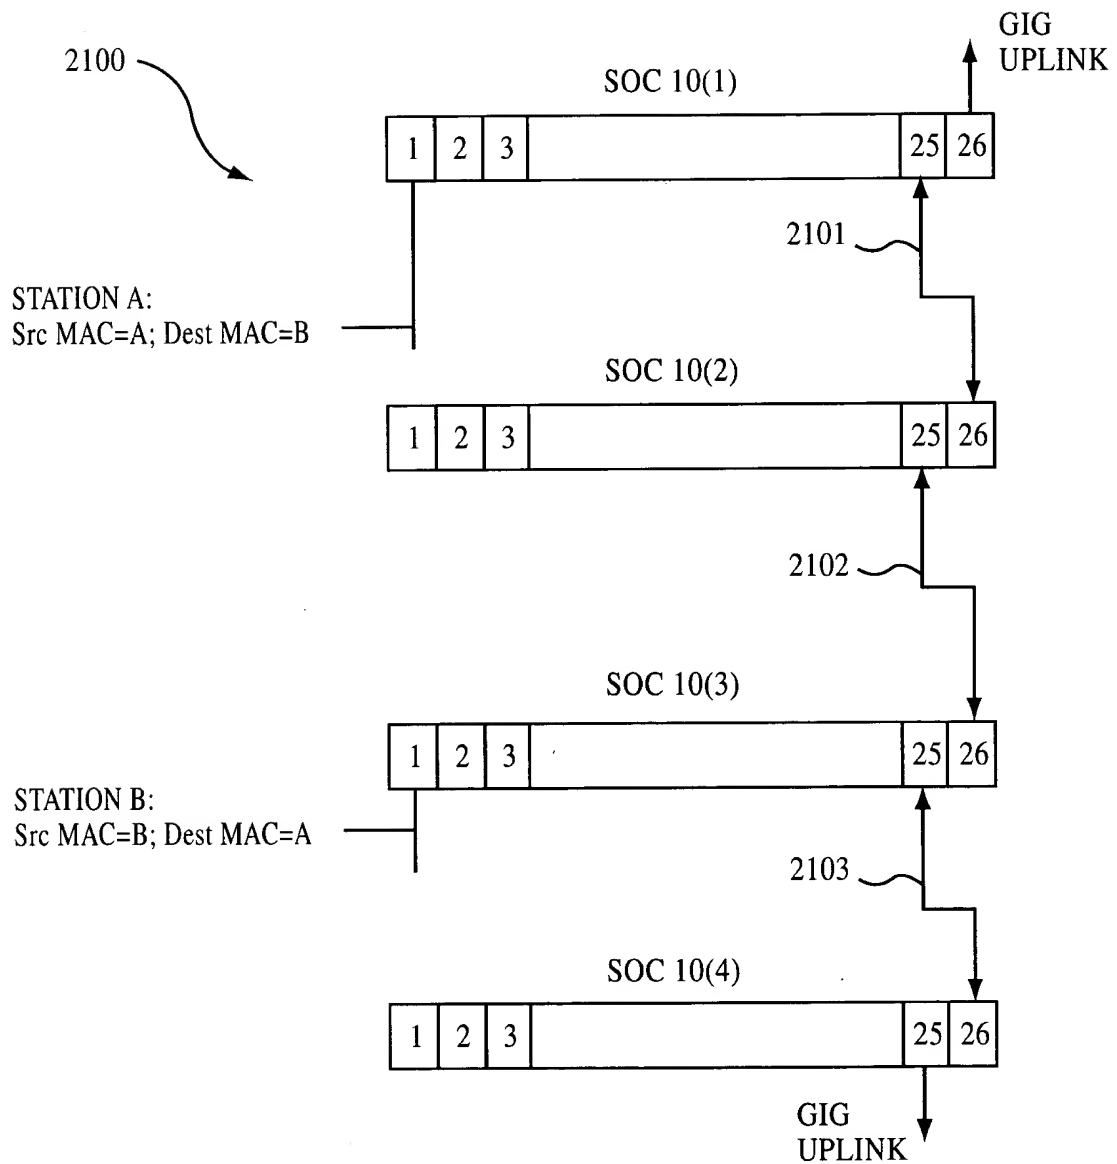 2100
GIG
UPLINK
SOC 10(1)
1 2 3 25 26
2101
STATION A:
Src MAC=A; Dest MAC=B
SOC 10(2)
1 2 3 25 26
2102
SOC 10(3)
1 2 3 25 26
STATION B:
Src MAC=B; Dest MAC=A
2103
SOC 10(4)
1 2 3 25 26
GIG
UPLINK